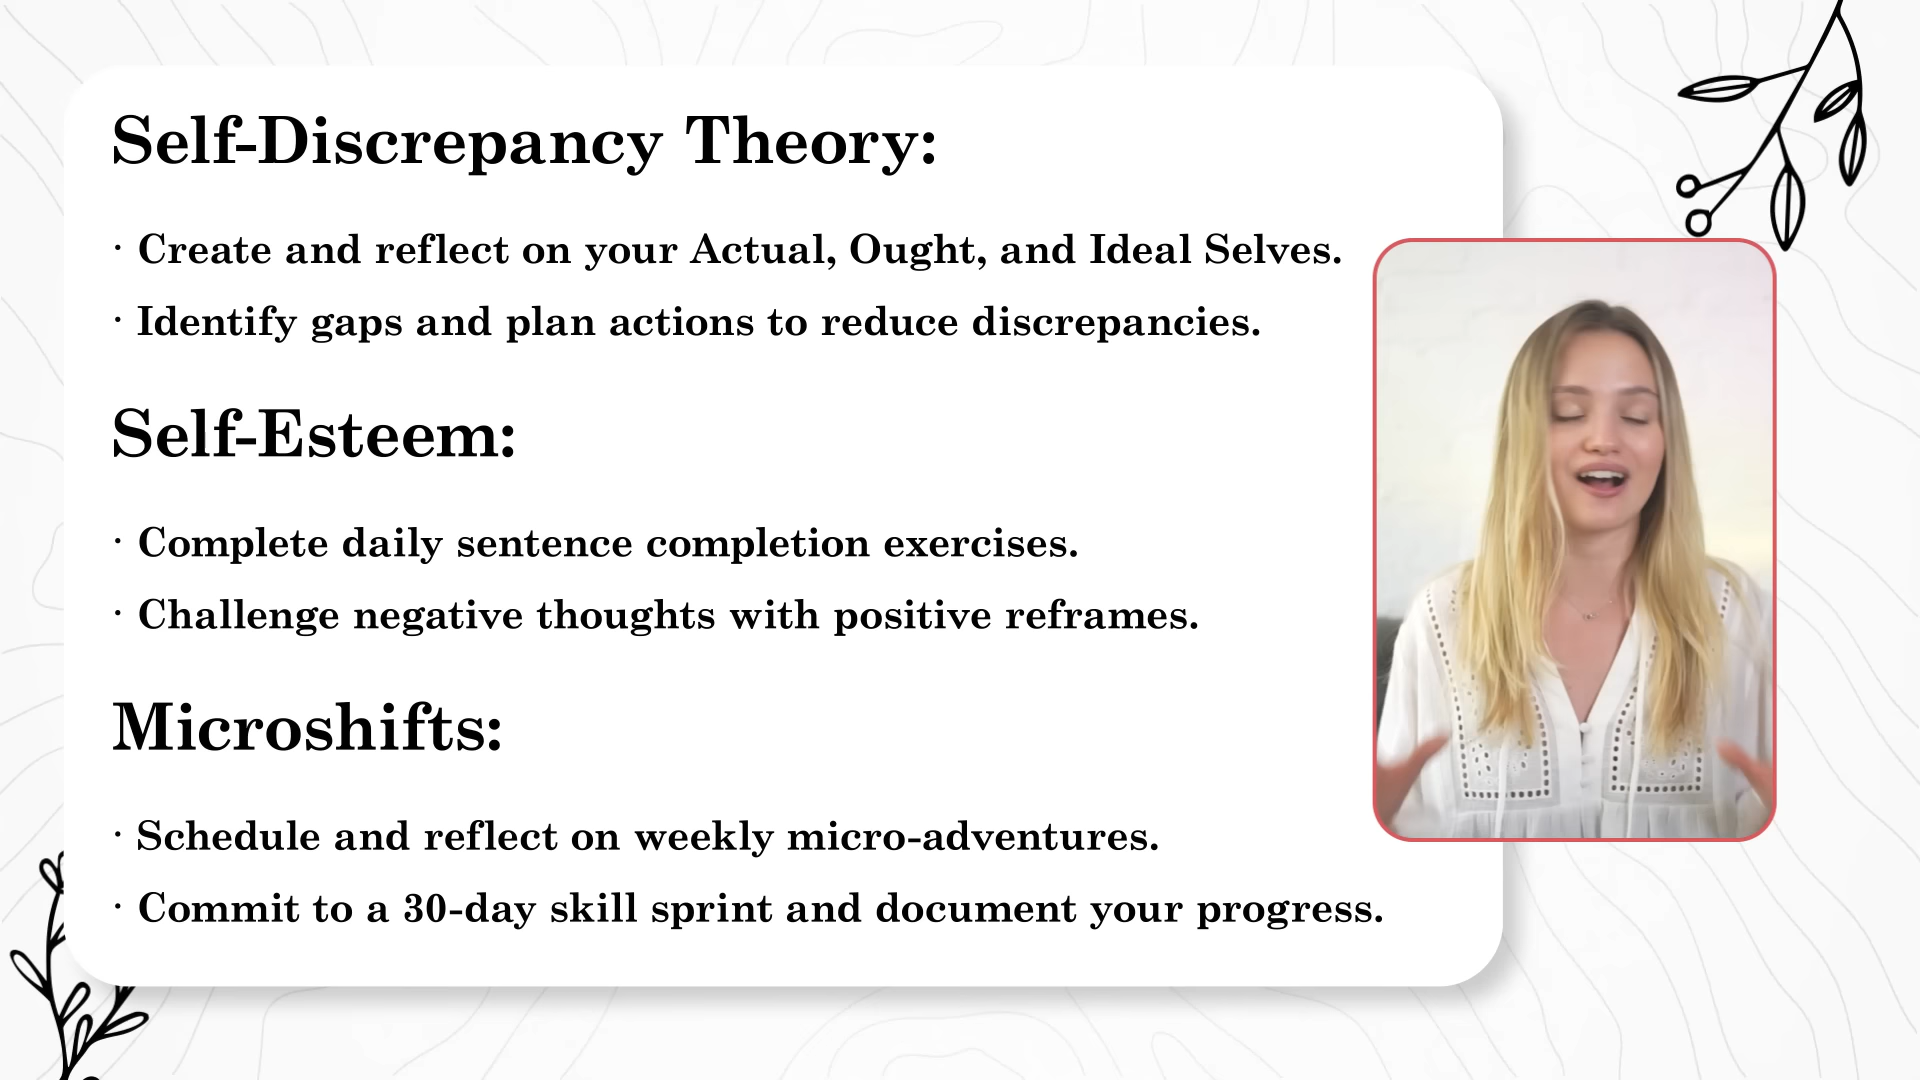 Self-Discrepancy Theory:
· Create and reflect on your Actual, Ought, and Ideal Selves.
· Identify gaps and plan actions to reduce discrepancies.
Self-Esteem:
· Complete daily sentence completion exercises.
· Challenge negative thoughts with positive reframes.
Microshifts:
· Schedule and reflect on weekly micro-adventures.
· Commit to a 30-day skill sprint and document your progress.